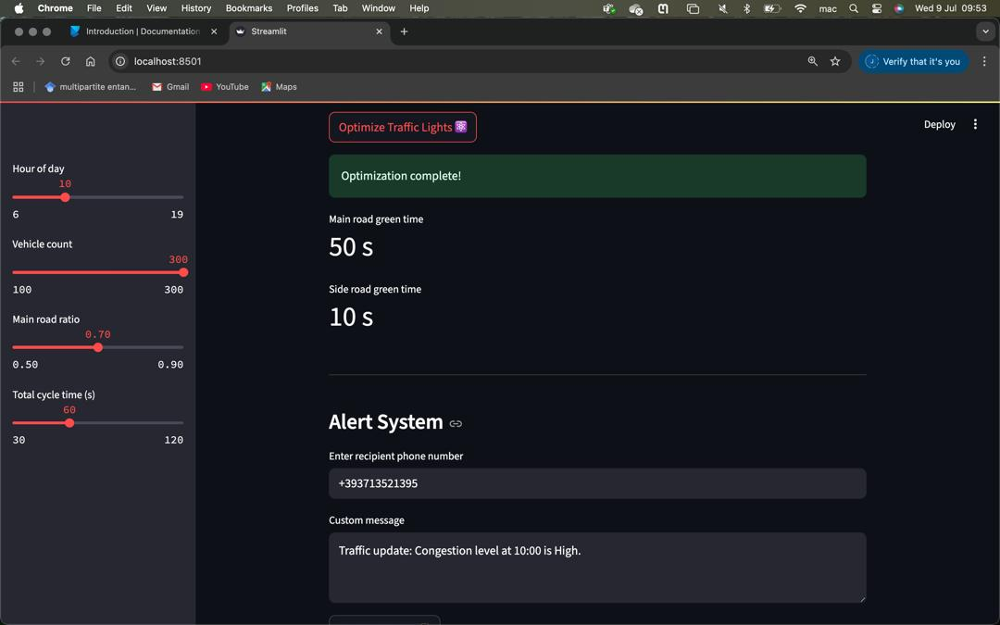 Chrome File Edit View History Bookmarks Profiles Tab Window Help mac Wed 9 Jul 09:53
Introduction | Documentation Streamlit
localhost:8501 Verify that it's you
multipartite entan... Gmail YouTube Maps
Optimize Traffic Lights ⚛
Deploy
Optimization complete!
Hour of day
10
6 19
Vehicle count
300
100 300
Main road ratio
0.70
0.50 0.90
Total cycle time (s)
60
30 120
Main road green time
50 s
Side road green time
10 s
Alert System
Enter recipient phone number
+393713521395
Custom message
Traffic update: Congestion level at 10:00 is High.